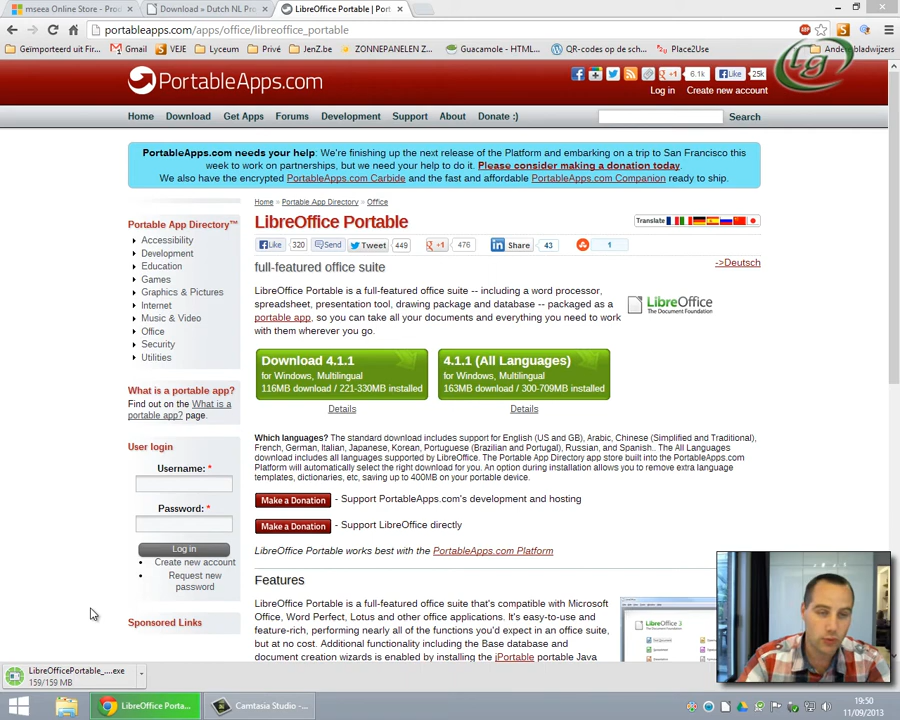 mseea Online Store - Prod
Download » Dutch NL Pro
LibreOffice Portable | Port
portableapps.com/apps/office/libreoffice_portable
Geïmporteerd uit Fir...
Gmail
VEJE
Lyceum
Privé
JenZ.be
ZONNEPANELEN Z...
Guacamole - HTML...
QR-codes op de sch...
Place2Use
Andere bladwijzers
PortableApps.com
+1 6.1k Like 25k
Log in Create new account
Home Download Get Apps Forums Development Support About Donate :) Search
PortableApps.com needs your help: We're finishing up the next release of the Platform and embarking on a trip to San Francisco this
week to work on partnerships, but we need your help to do it. Please consider making a donation today.
We also have the encrypted PortableApps.com Carbide and the fast and affordable PortableApps.com Companion ready to ship.
Home » Portable App Directory » Office
LibreOffice Portable
Translate
Like 320 Send Tweet 449 +1 476 Share 43 1
full-featured office suite
->Deutsch
LibreOffice Portable is a full-featured office suite -- including a word processor,
spreadsheet, presentation tool, drawing package and database -- packaged as a
portable app, so you can take all your documents and everything you need to work
with them wherever you go.
LibreOffice
The Document Foundation
Download 4.1.1
for Windows, Multilingual
116MB download / 221-330MB installed
Details
4.1.1 (All Languages)
for Windows, Multilingual
163MB download / 300-709MB installed
Details
Which languages? The standard download includes support for English (US and GB), Arabic, Chinese (Simplified and Traditional),
French, German, Italian, Japanese, Korean, Portuguese (Brazilian and Portugal), Russian, and Spanish.. The All Languages
download includes all languages supported by LibreOffice. The Portable App Directory app store built into the PortableApps.com
Platform will automatically select the right download for you. An option during installation allows you to remove extra language
templates, dictionaries, etc, saving up to 400MB on your portable device.
Make a Donation - Support PortableApps.com's development and hosting
Make a Donation - Support LibreOffice directly
LibreOffice Portable works best with the PortableApps.com Platform
Features
LibreOffice Portable is a full-featured office suite that's compatible with Microsoft
Office, Word Perfect, Lotus and other office applications. It's easy-to-use and
feature-rich, performing nearly all of the functions you'd expect in an office suite,
but at no cost. Additional functionality including the Base database and
document creation wizards is enabled by installing the jPortable portable Java
LibreOffice 3
Portable App Directory™
Accessibility
Development
Education
Games
Graphics & Pictures
Internet
Music & Video
Office
Security
Utilities
What is a portable app?
Find out on the What is a
portable app? page.
User login
Username: *
Password: *
Log in
Create new account
Request new
password
Sponsored Links
LibreOfficePortable_....exe
159/159 MB
LibreOffice Porta...
Camtasia Studio -...
19:50
11/09/2013